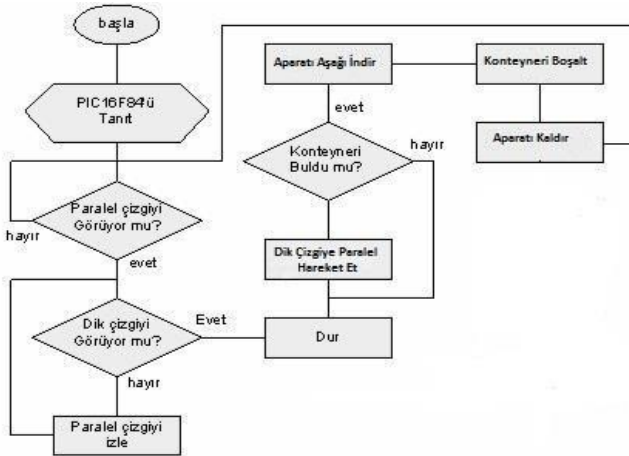 başla
PIC16F84'ü
Tanıt
Paralel çizgiyi
Görüyor mu?
hayır
evet
Dik çizgiyi
Görüyor mu?
Evet
hayır
Paralel çizgiyi
izle
Dur
Dik Çizgiye Paralel
Hareket Et
Konteyneri
Buldu mu?
hayır
evet
Aparatı Aşağı İndir
Konteyneri Boşalt
Aparatı Kaldır